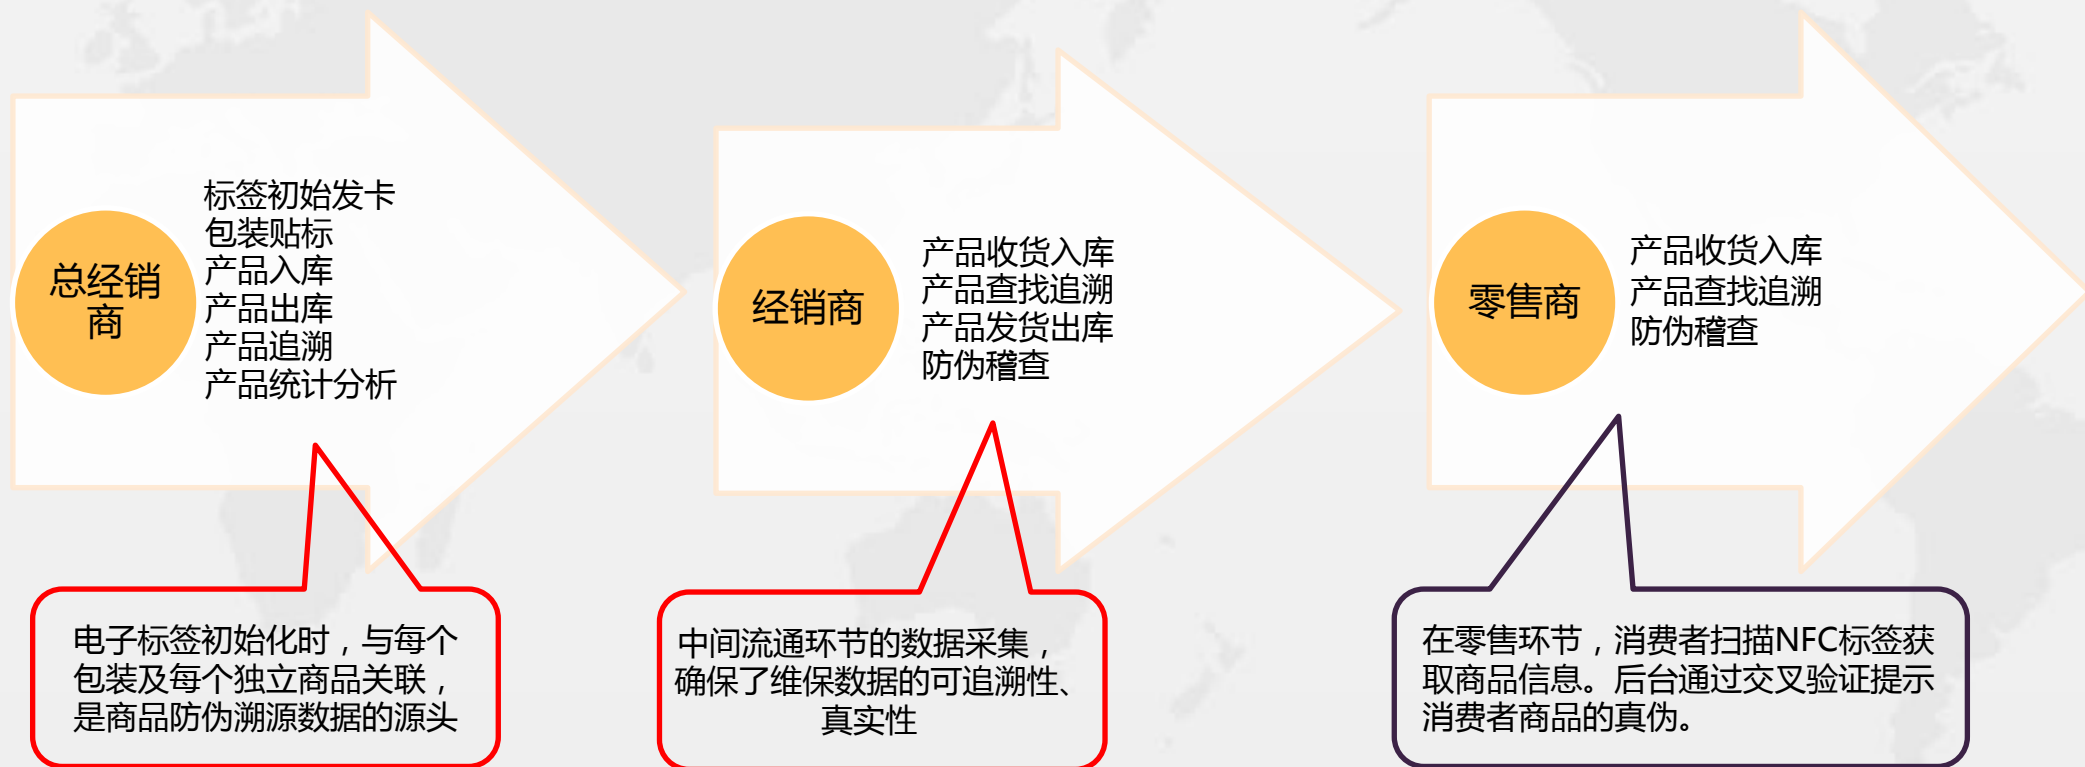 总经销
商
标签初始发卡
包装贴标
产品入库
产品出库
产品追溯
产品统计分析
电子标签初始化时，与每个
包装及每个独立商品关联，
是商品防伪溯源数据的源头
经销商
产品收货入库
产品查找追溯
产品发货出库
防伪稽查
中间流通环节的数据采集，
确保了维保数据的可追溯性、
真实性
零售商
产品收货入库
产品查找追溯
防伪稽查
在零售环节，消费者扫描NFC标签获
取商品信息。后台通过交叉验证提示
消费者商品的真伪。